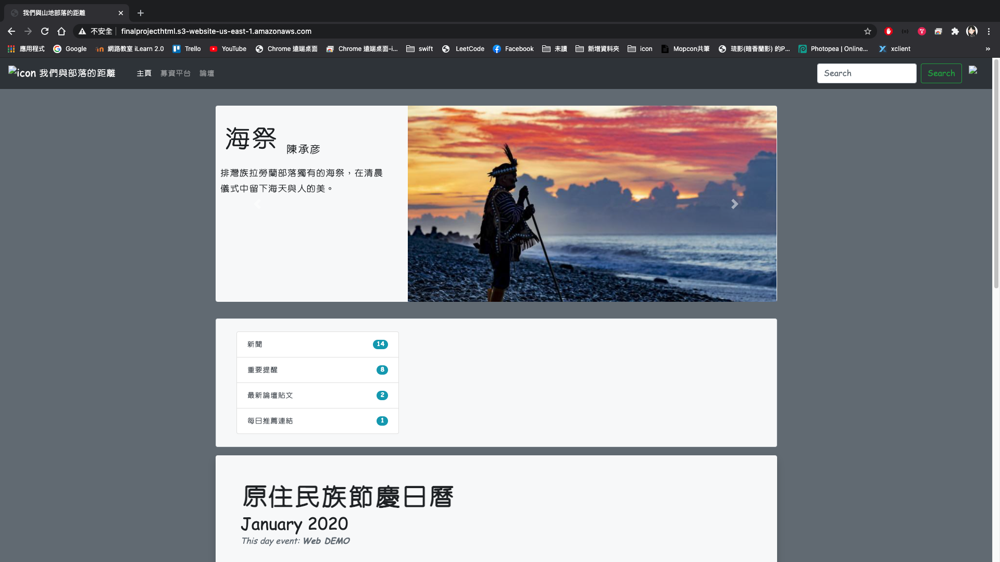 我們與山地部落的距離
不安全 finalprojecthtml.s3-website-us-east-1.amazonaws.com
應用程式 Google 網路教室 iLearn 2.0 Trello YouTube Chrome 遠端桌面 Chrome 遠端桌面-i... swift LeetCode Facebook 未讀 新增資料夾 icon Mopcon共筆 琉影(暗香蘭影) 的P... Photopea | Online... xclient »
icon 我們與部落的距離 主頁 募資平台 論壇 Search Search
海祭 陳承彦
排灣族拉勞蘭部落獨有的海祭，在清晨
儀式中留下海天與人的美。
新聞 14
重要提醒 8
最新論壇貼文 2
每日推薦連結 1
原住民族節慶日曆
January 2020
This day event: Web DEMO